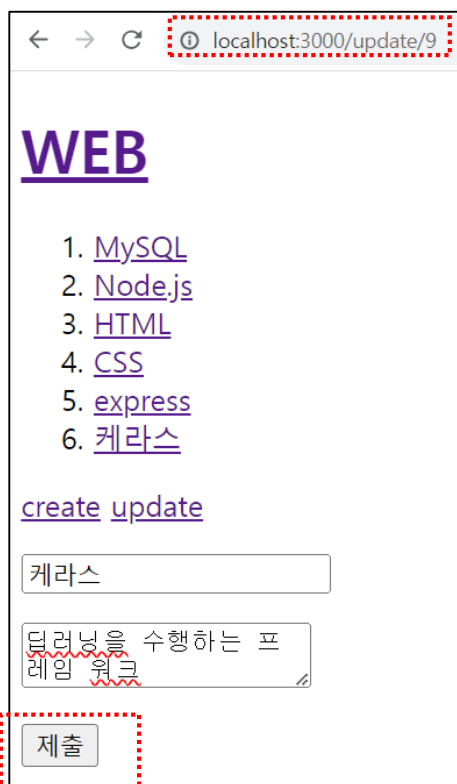 localhost:3000/update/9
WEB
1. MySQL
2. Node.js
3. HTML
4. CSS
5. express
6. 케라스
create update
케라스
딥러닝을 수행하는 프
레임 워크
제출